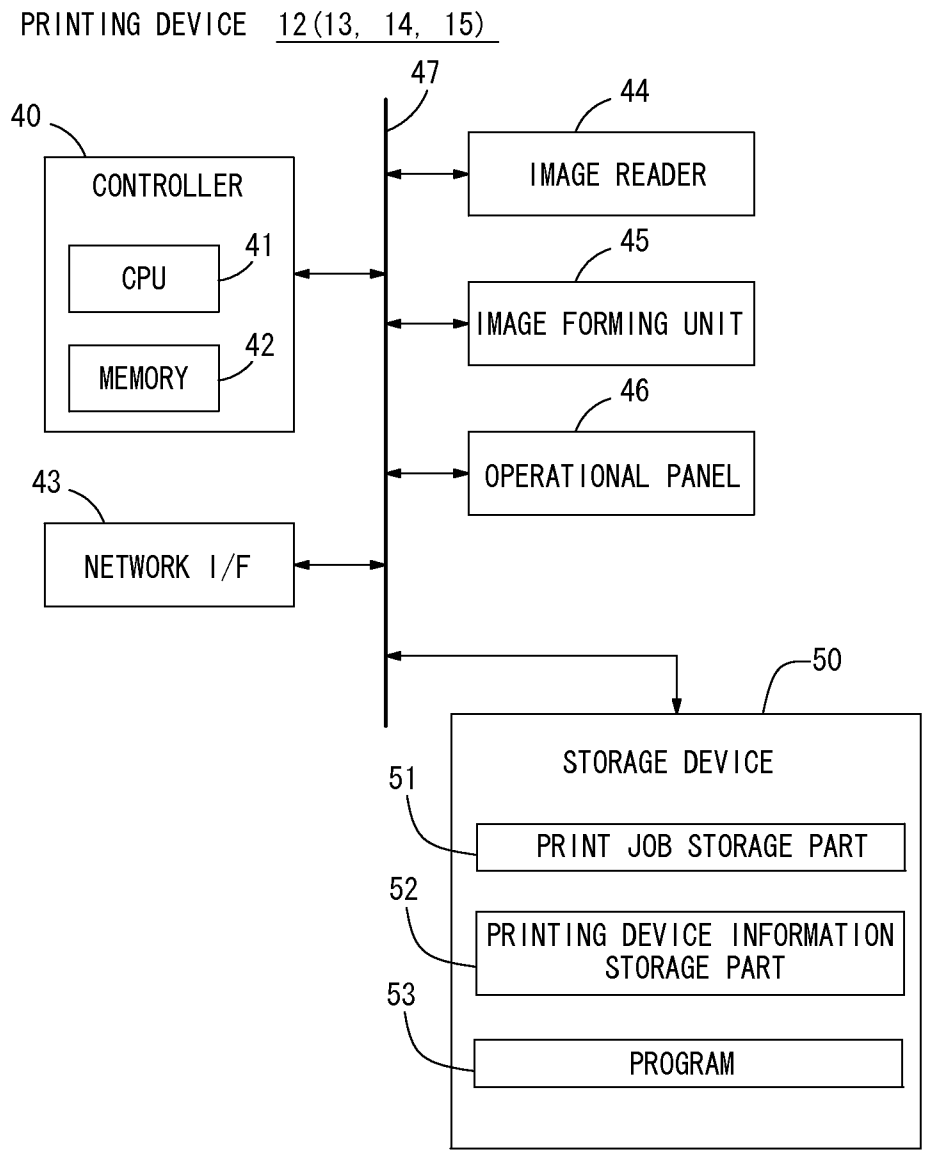 PRINTING DEVICE 12(13, 14, 15)
47
40
CONTROLLER
41
CPU
42
MEMORY
43
NETWORK I/F
44
IMAGE READER
45
IMAGE FORMING UNIT
46
OPERATIONAL PANEL
50
STORAGE DEVICE
51
PRINT JOB STORAGE PART
52
PRINTING DEVICE INFORMATION
STORAGE PART
53
PROGRAM